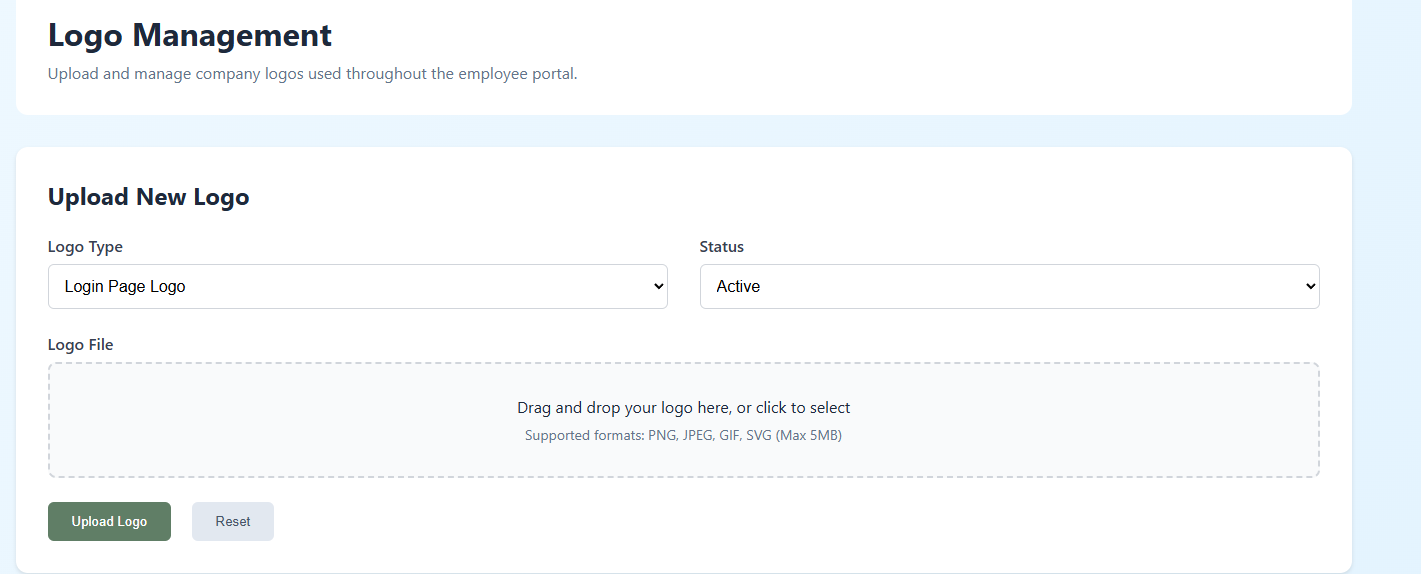 Logo Management
Upload and manage company logos used throughout the employee portal.
Upload New Logo
Logo Type
Status
Login Page Logo
Active
Logo File
Drag and drop your logo here, or click to select
Supported formats: PNG, JPEG, GIF, SVG (Max 5MB)
Upload Logo
Reset